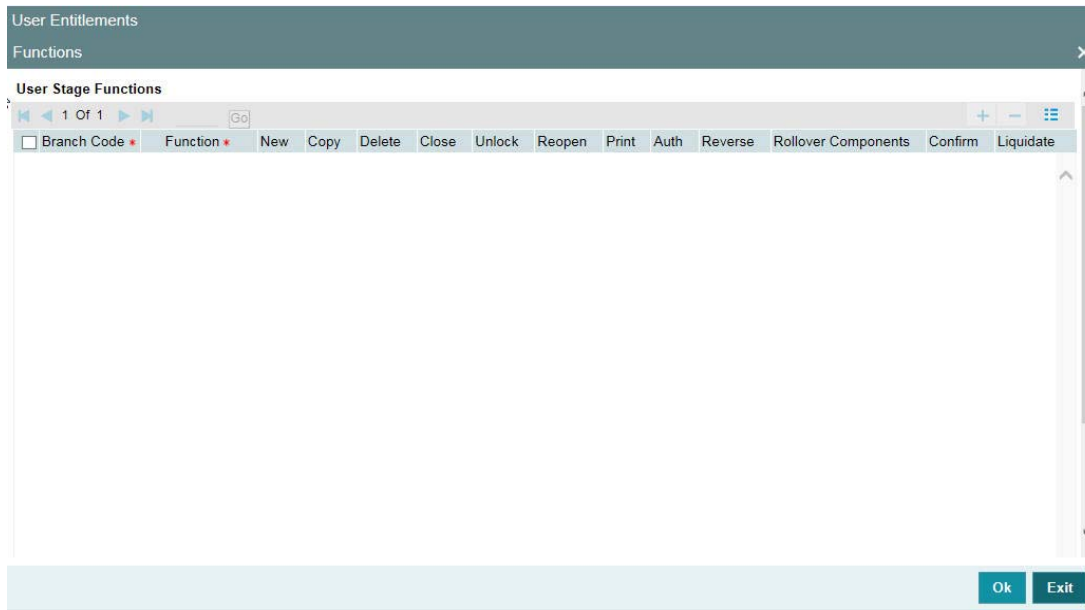 User Entitlements
Functions
User Stage Functions
1 Of 1 Go
Branch Code * Function * New Copy Delete Close Unlock Reopen Print Auth Reverse Rollover Components Confirm Liquidate
Ok Exit